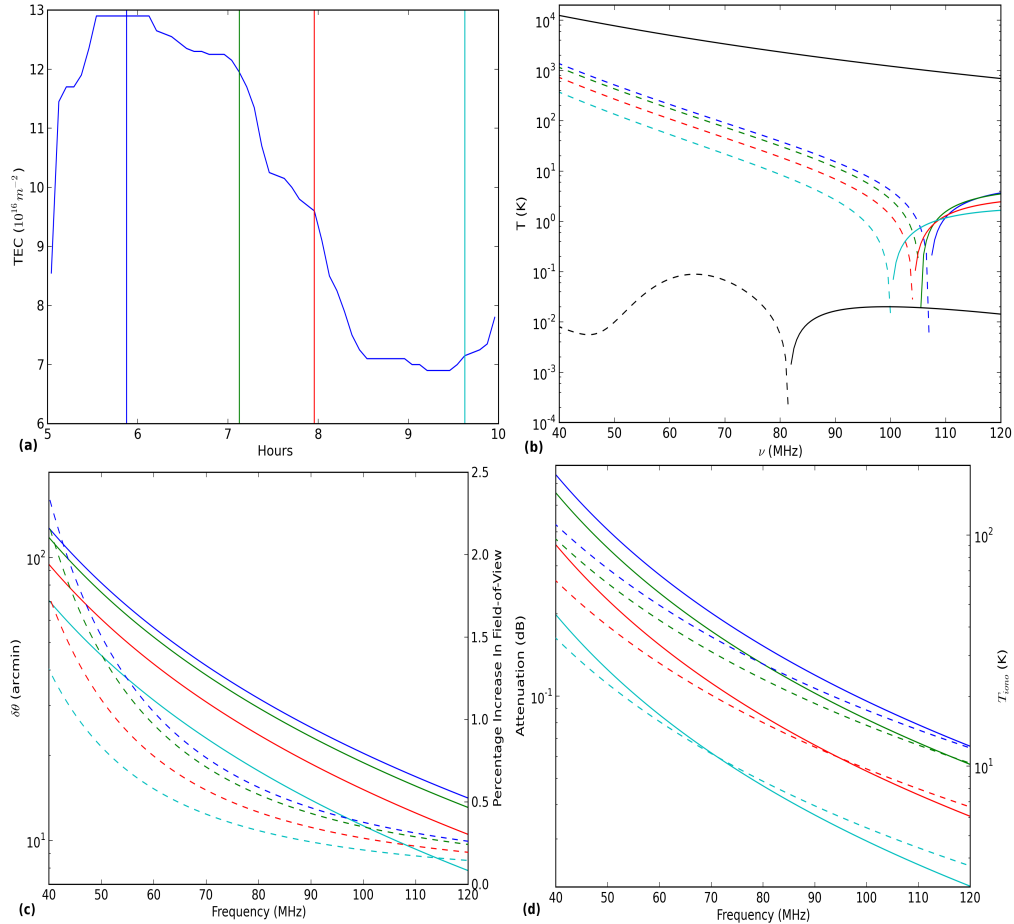 13
12
11
10
9
8
7
6
TEC (10^16 m^−2)
5 6 7 8 9 10
Hours
(a)
10^4
10^3
10^2
10^1
10^0
10^-1
10^-2
10^-3
10^-4
T (K)
40 50 60 70 80 90 100 110 120
ν (MHz)
(b)
10^2
10^1
δθ (arcmin)
2.5
2.0
1.5
1.0
0.5
0.0
Percentage Increase In Field-of-View
40 50 60 70 80 90 100 110 120
Frequency (MHz)
(c)
10^-1
Attenuation (dB)
10^2
10^1
T_iono (K)
40 50 60 70 80 90 100 110 120
Frequency (MHz)
(d)